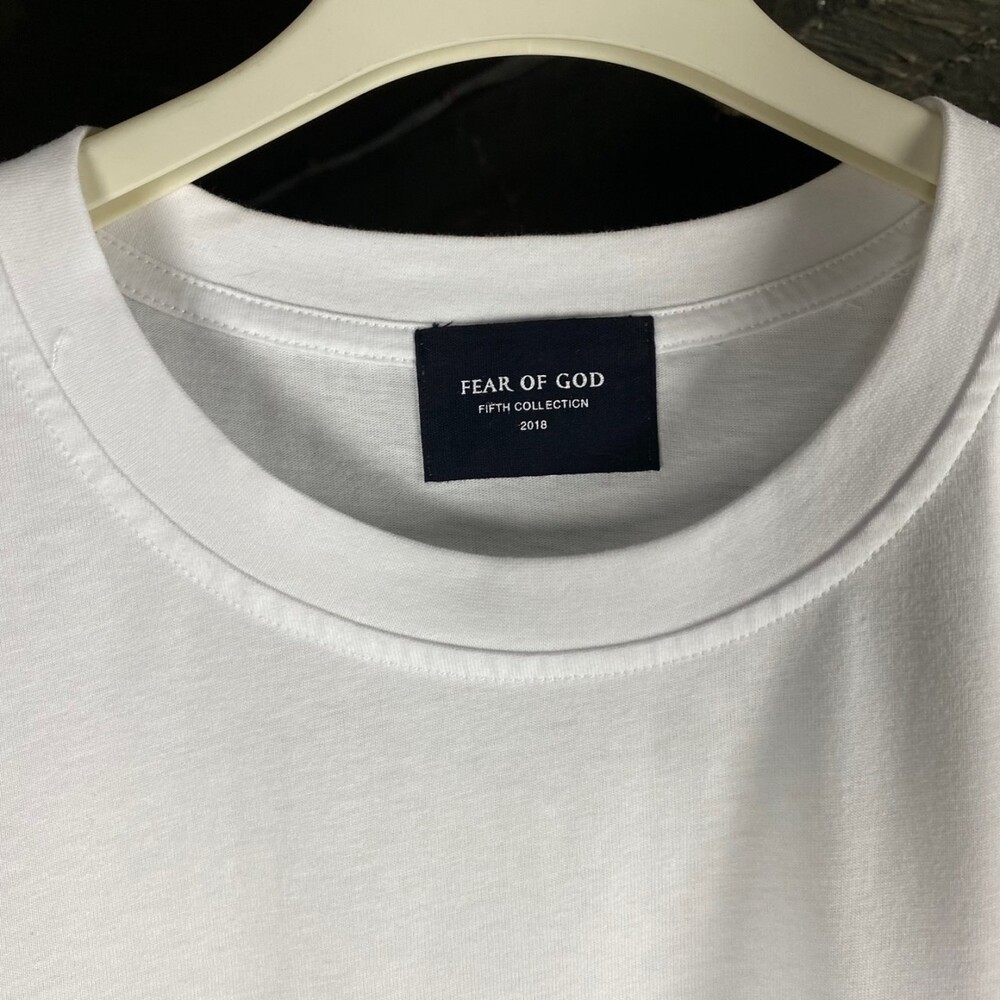 FEAR OF GOD
FIFTH COLLECTION
2018